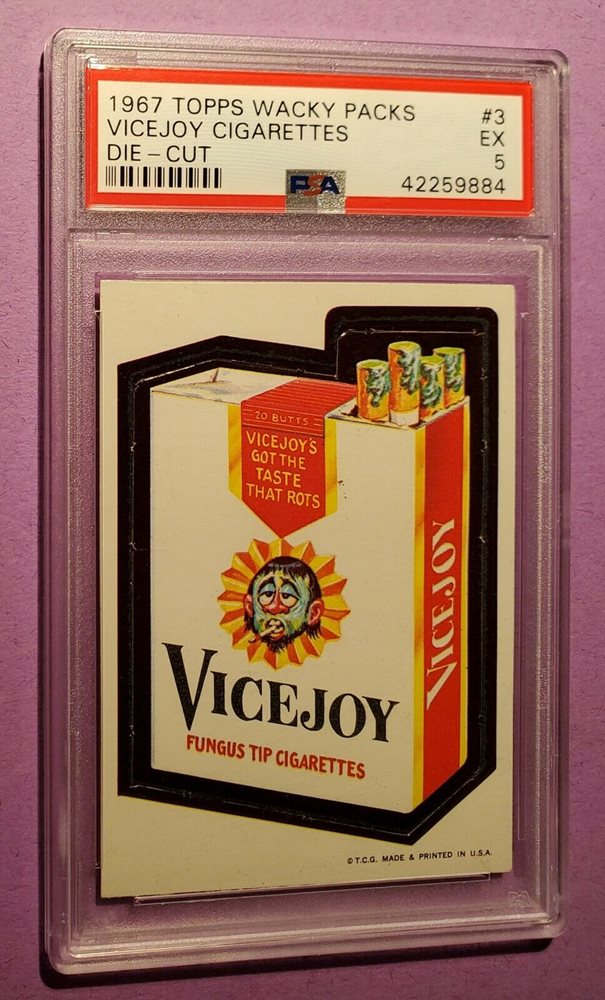 1967 TOPPS WACKY PACKS
#3
VICEJOY CIGARETTES
EX
DIE-CUT
5
PSA
42259884
20 BUTTS
VICEJOY'S
GOT THE
TASTE
THAT ROTS
VICEJOY
VICEJOY
FUNGUS TIP CIGARETTES
© T.C.G. MADE & PRINTED IN U.S.A.